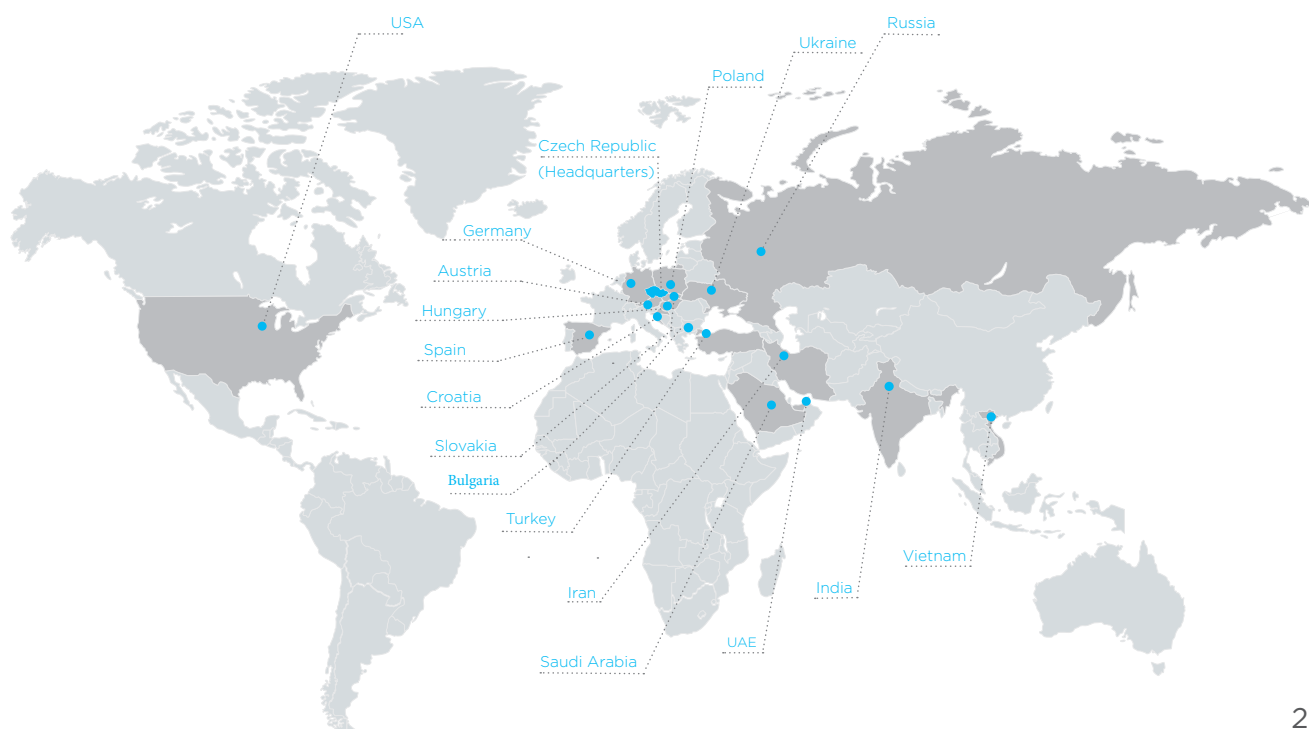 USA
Russia
Ukraine
Poland
Czech Republic
(Headquarters)
Germany
Austria
Hungary
Spain
Croatia
Slovakia
Bulgaria
Turkey
Vietnam
India
Iran
UAE
Saudi Arabia
2